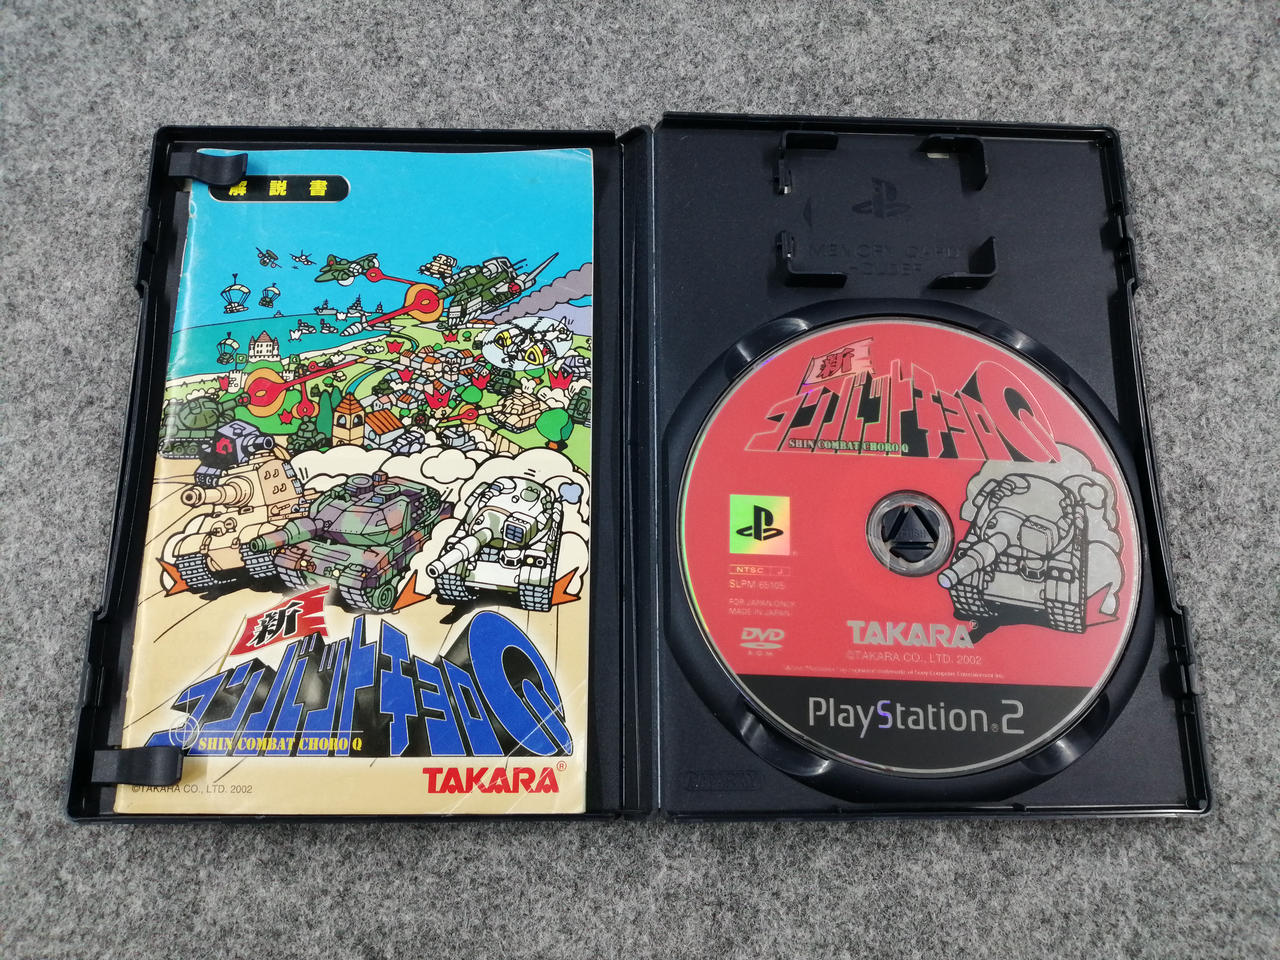 解説書
新
コンバットチョロQ
SHIN COMBAT CHORO Q
TAKARA®
©TAKARA CO., LTD. 2002
MEMORY CARD
HOLDER
新
コンバットチョロQ
SHIN COMBAT CHORO Q
NTSC J
SLPM 65105
FOR JAPAN ONLY
MADE IN JAPAN
DVD
ROM
TAKARA®
©TAKARA CO., LTD. 2002
PlayStation®2